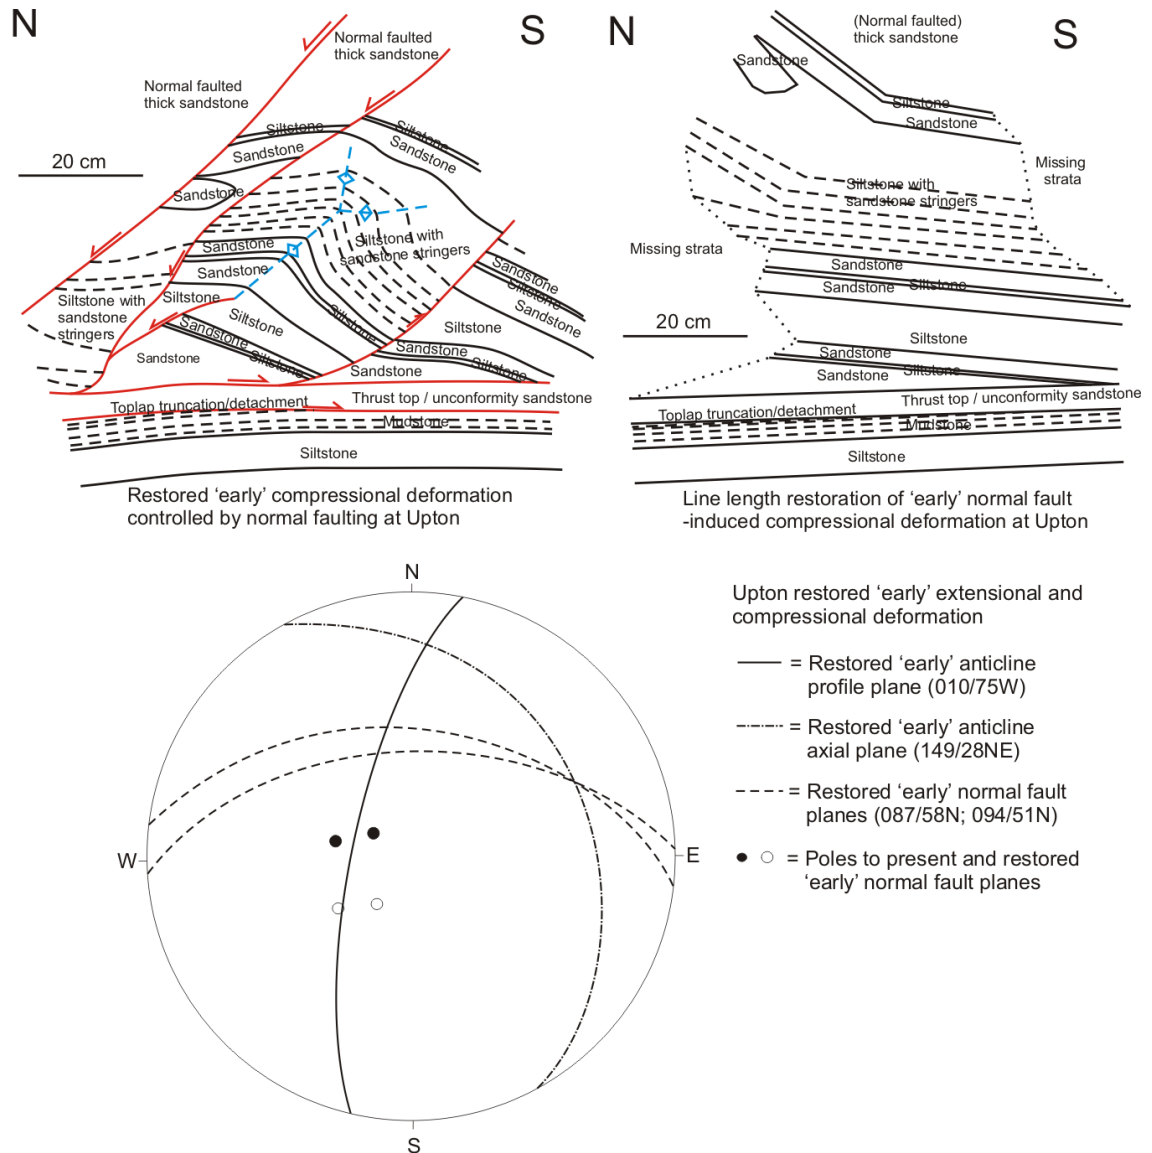 N
S
Normal faulted
thick sandstone
Normal faulted
thick sandstone
20 cm
Siltstone
Siltstone
Sandstone
Sandstone
Sandstone
Sandstone
Siltstone with
sandstone stringers
Sandstone
Siltstone
Siltstone with
sandstone
stringers
Siltstone
Sandstone
Siltstone
Sandstone
Sandstone
Siltstone
Siltstone
Sandstone
Siltstone
Sandstone
Siltstone
Sandstone
Siltstone
Sandstone
Thrust top / unconformity sandstone
Toplap truncation/detachment
Mudstone
Siltstone
Restored ‘early’ compressional deformation
controlled by normal faulting at Upton
N
S
(Normal faulted)
thick sandstone
Sandstone
Siltstone
Sandstone
Missing
strata
Siltstone with
sandstone stringers
Missing strata
Sandstone
Siltstone
Sandstone
20 cm
Siltstone
Sandstone
Siltstone
Sandstone
Thrust top / unconformity sandstone
Toplap truncation/detachment
Mudstone
Siltstone
Line length restoration of ‘early’ normal fault
-induced compressional deformation at Upton
N
W
E
S
Upton restored ‘early’ extensional and
compressional deformation
= Restored ‘early’ anticline
profile plane (010/75W)
= Restored ‘early’ anticline
axial plane (149/28NE)
= Restored ‘early’ normal fault
planes (087/58N; 094/51N)
= Poles to present and restored
‘early’ normal fault planes